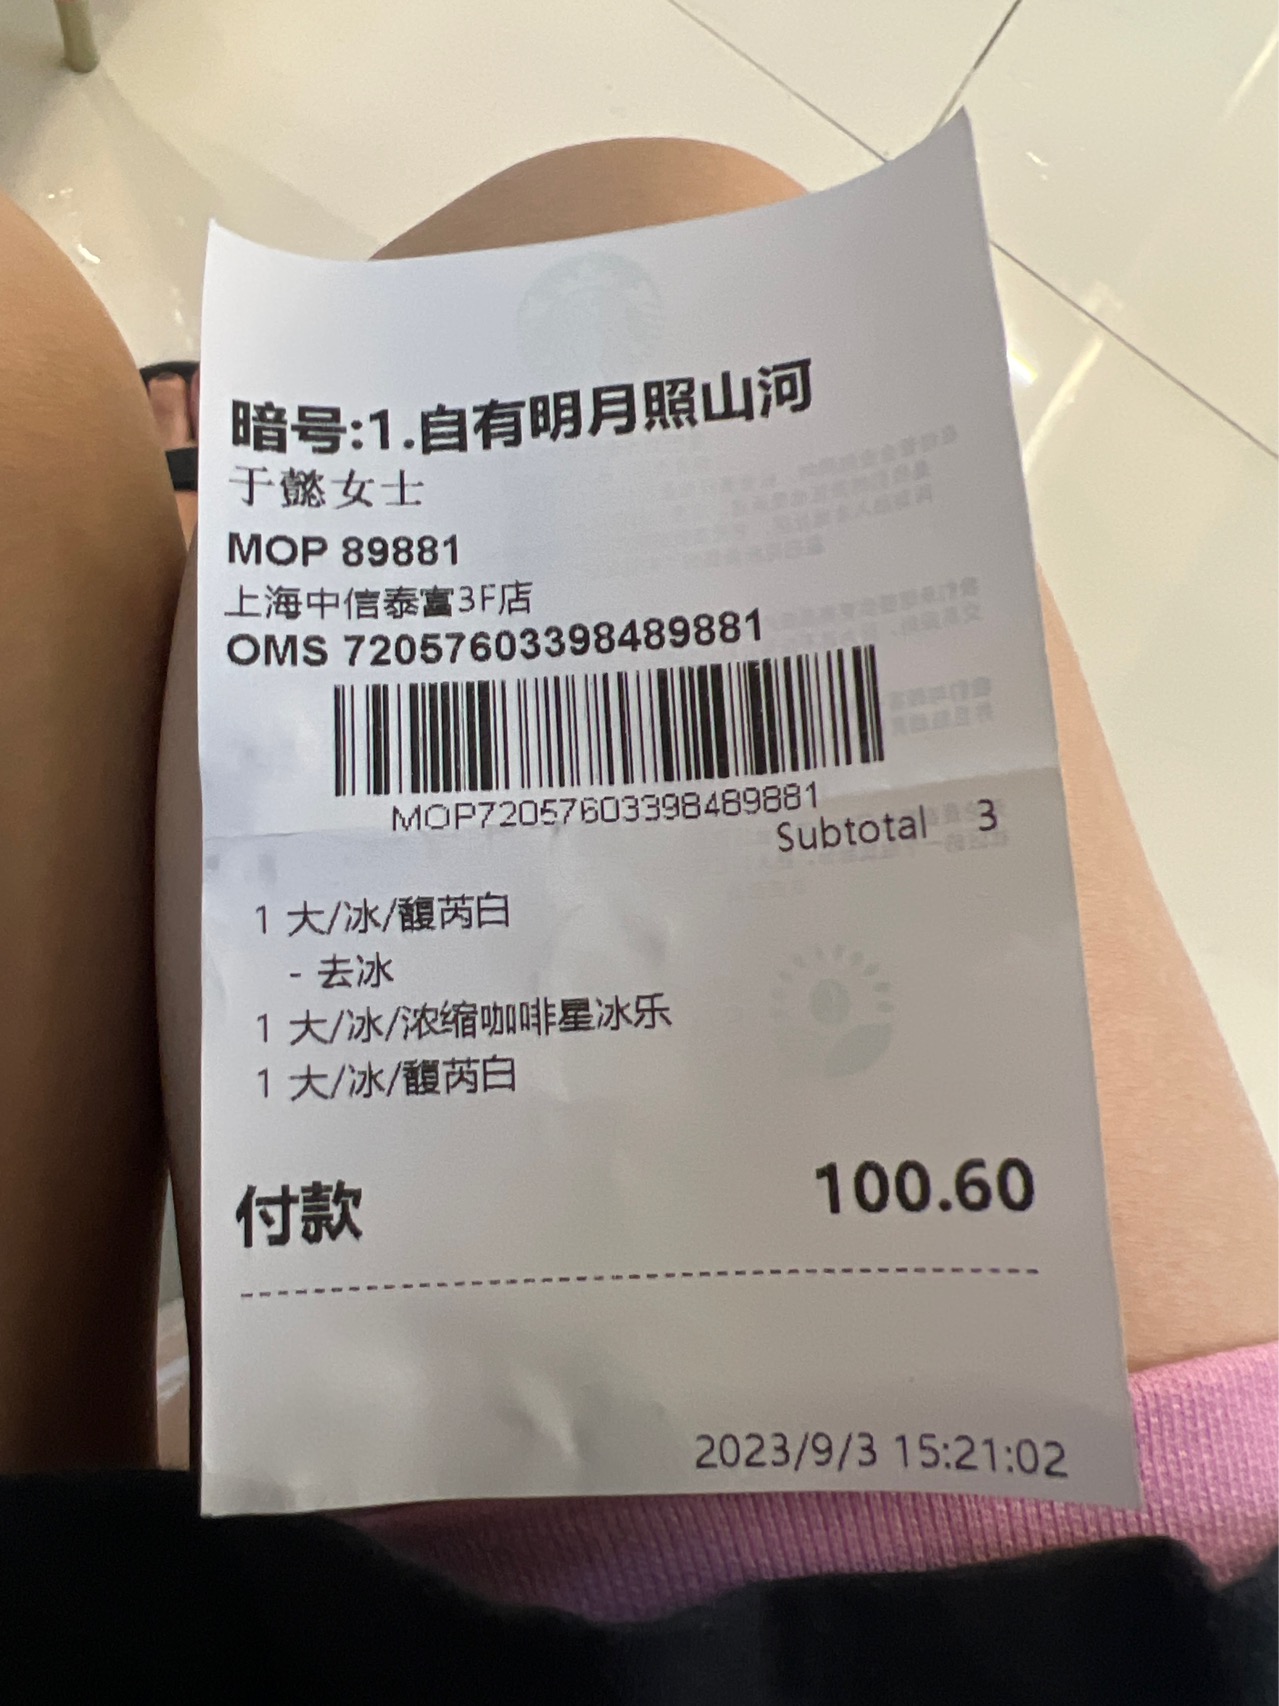 暗号:1.自有明月照山河
于懿女士
MOP 89881
上海中信泰富3F店
OMS 72057603398489881
MOP72057603398489881
Subtotal 3
1 大/冰/馥芮白
- 去冰
1 大/冰/浓缩咖啡星冰乐
1 大/冰/馥芮白
付款 100.60
2023/9/3 15:21:02